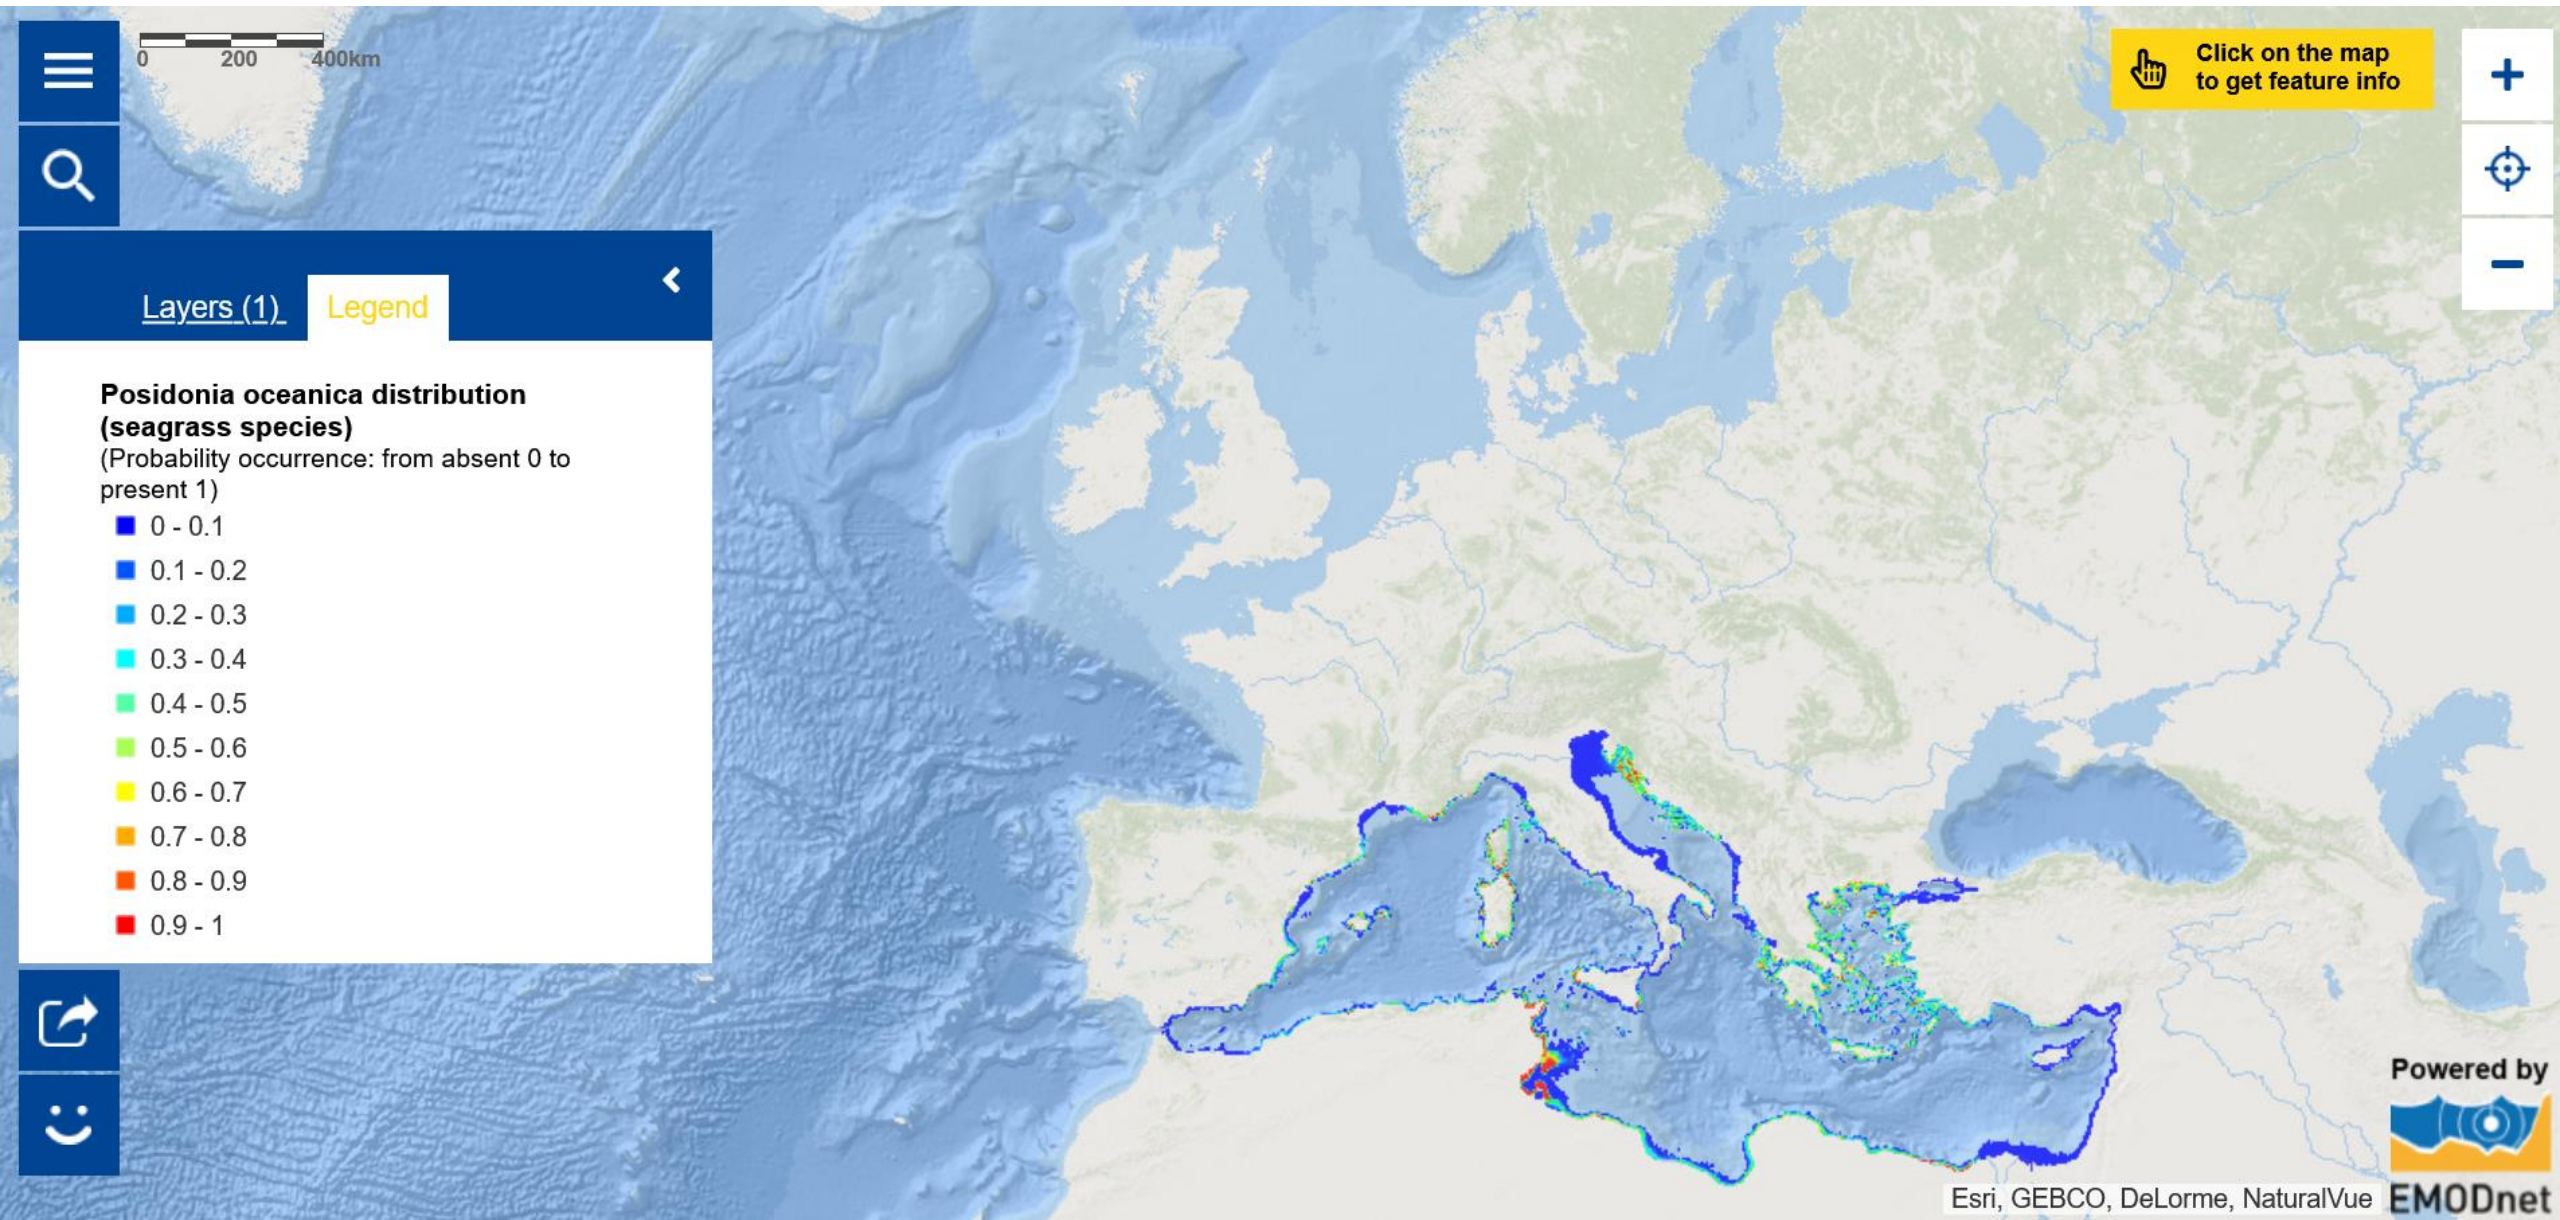 0 200 400km
Click on the map
to get feature info
Layers (1)
Legend
Posidonia oceanica distribution
(seagrass species)
(Probability occurrence: from absent 0 to
present 1)
0 - 0.1
0.1 - 0.2
0.2 - 0.3
0.3 - 0.4
0.4 - 0.5
0.5 - 0.6
0.6 - 0.7
0.7 - 0.8
0.8 - 0.9
0.9 - 1
Powered by
EMODnet
Esri, GEBCO, DeLorme, NaturalVue